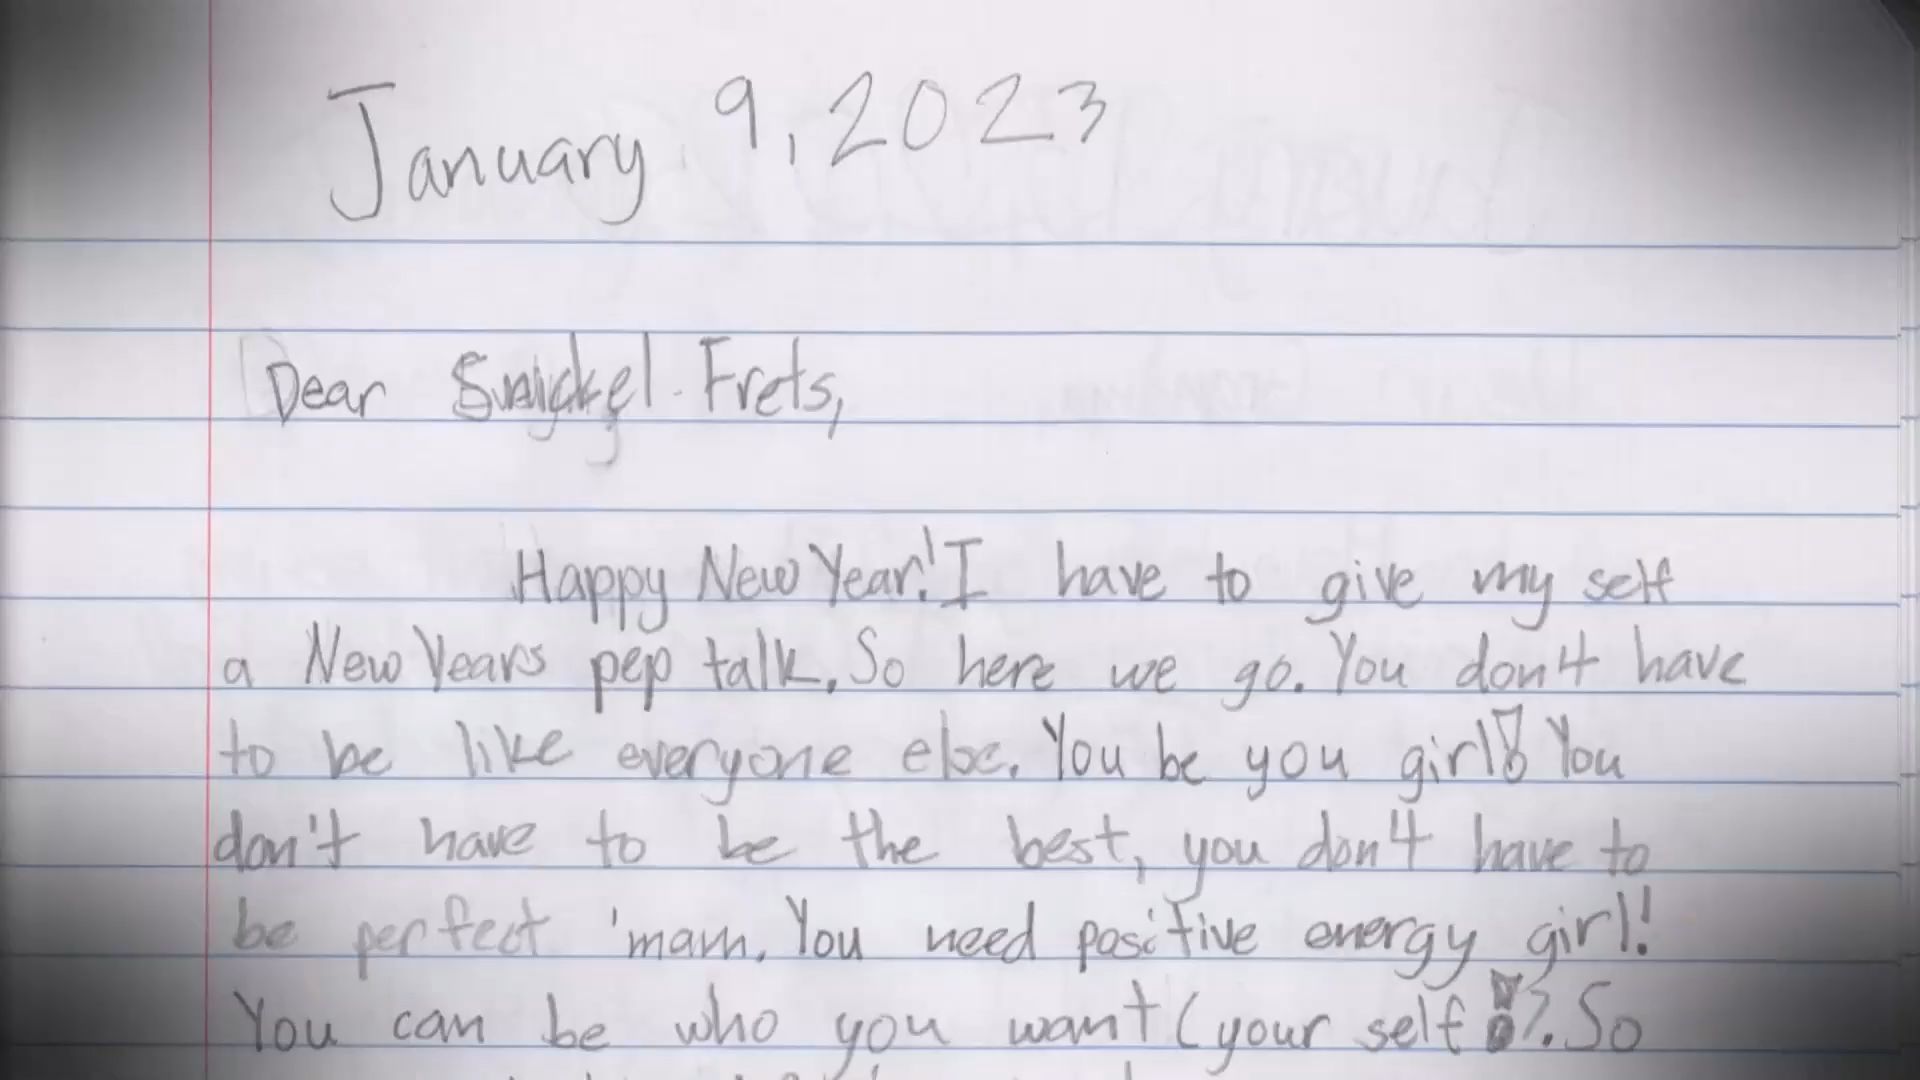 January 9, 2023
Dear Frets,
Happy New Year! I have to give my self
a New Years pep talk. So here we go. You don't have
to be like everyone else. You be you girl! You
don't have to be the best, you don't have to
be perfect 'mam. You need positive energy girl!
You can be who you want (your self!). So